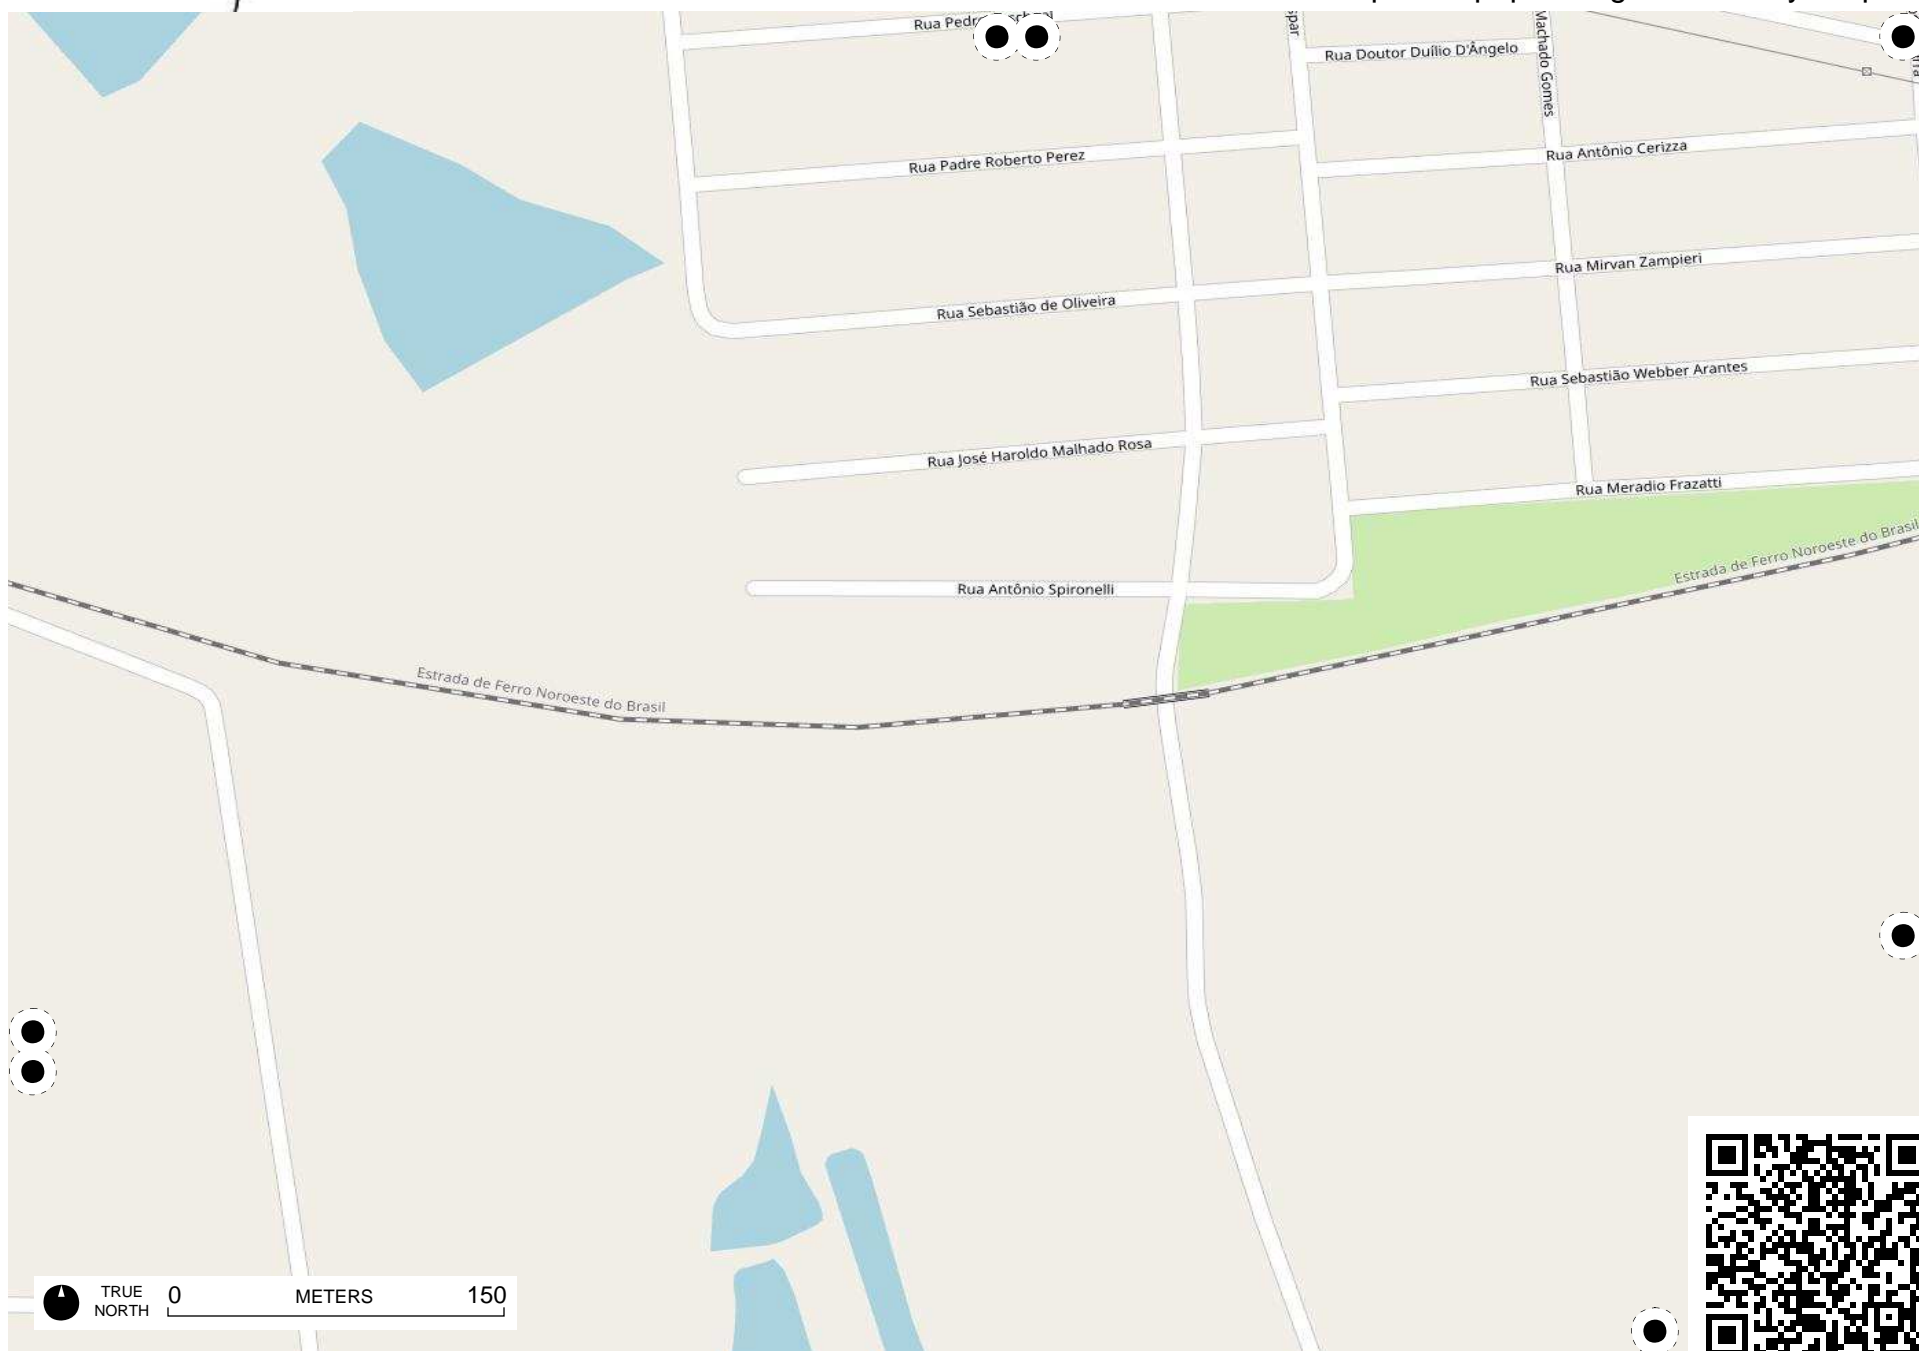 Rua Doutor Duílio D'Ângelo
Machado Gomes
Rua Antônio Cerizza
Rua Padre Roberto Perez
Rua Mirvan Zampieri
Rua Sebastião de Oliveira
Rua Sebastião Webber Arantes
Rua José Haroldo Malhado Rosa
Rua Meradio Frazatti
Estrada de Ferro Noroeste do Brasil
Rua Antônio Spironelli
Estrada de Ferro Noroeste do Brasil
TRUE NORTH
0 METERS 150